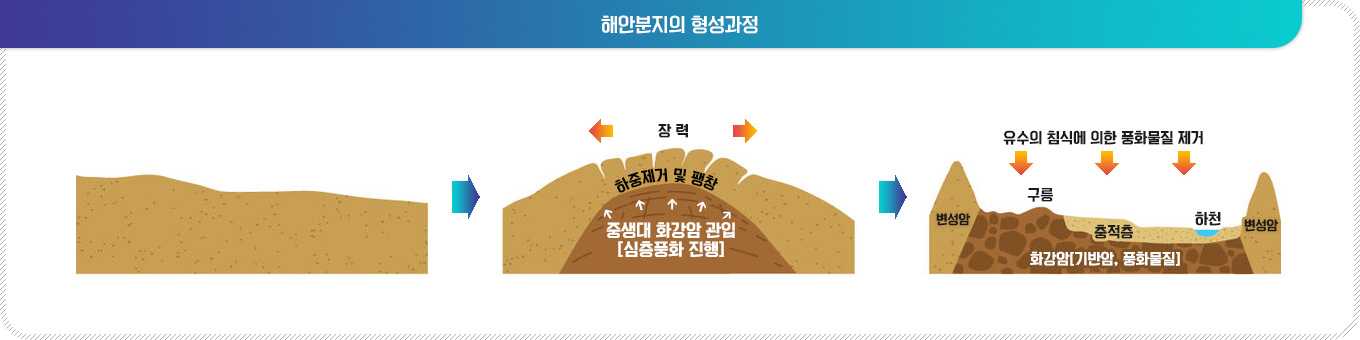 해안분지의 형성과정
장 력
하중제거 및 팽창
중생대 화강암 관입
[심층풍화 진행]
유수의 침식에 의한 풍화물질 제거
구릉
변성암
충적층
하천
변성암
화강암[기반암, 풍화물질]